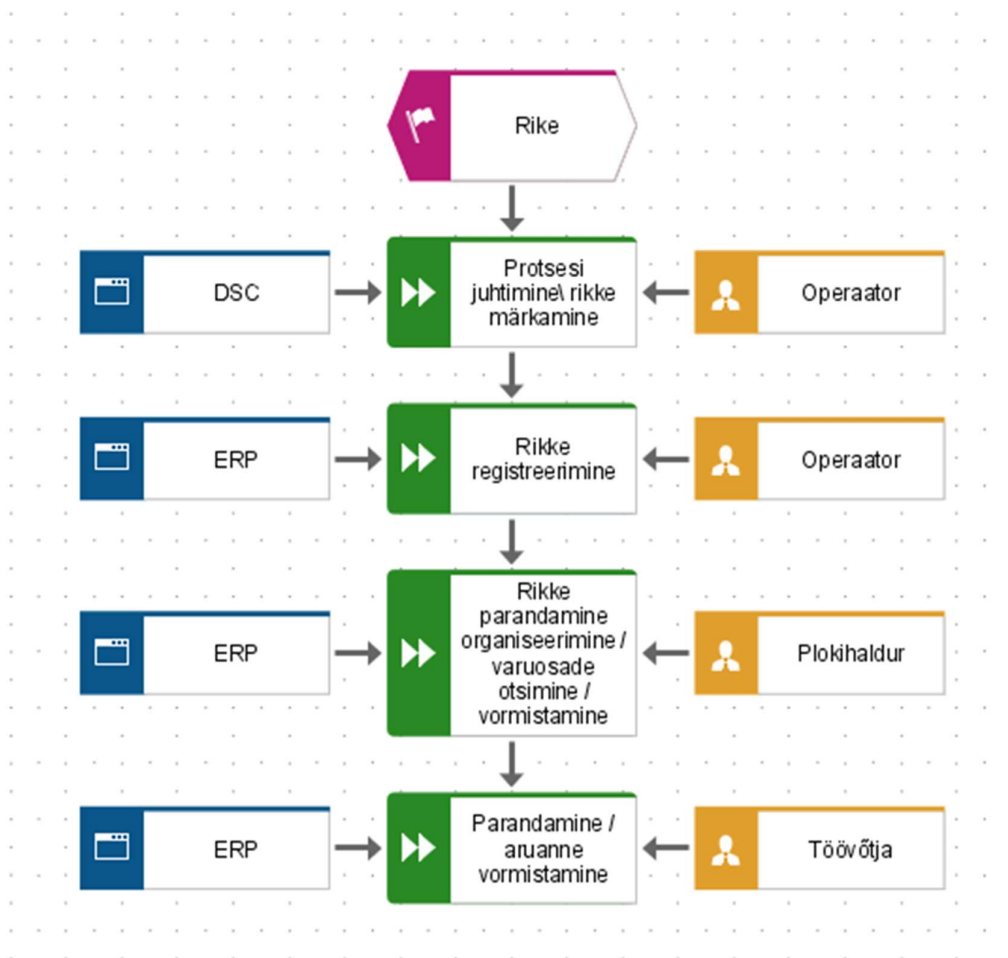 Rike
DSC
Protsesi
juhtimine\ rikke
märkamine
Operaator
ERP
Rikke
registreerimine
Operaator
ERP
Rikke
parandamine
organiseerimine /
varuosade
otsimine /
vormistamine
Plokihaldur
ERP
Parandamine /
aruanne
vormistamine
Töövõtja